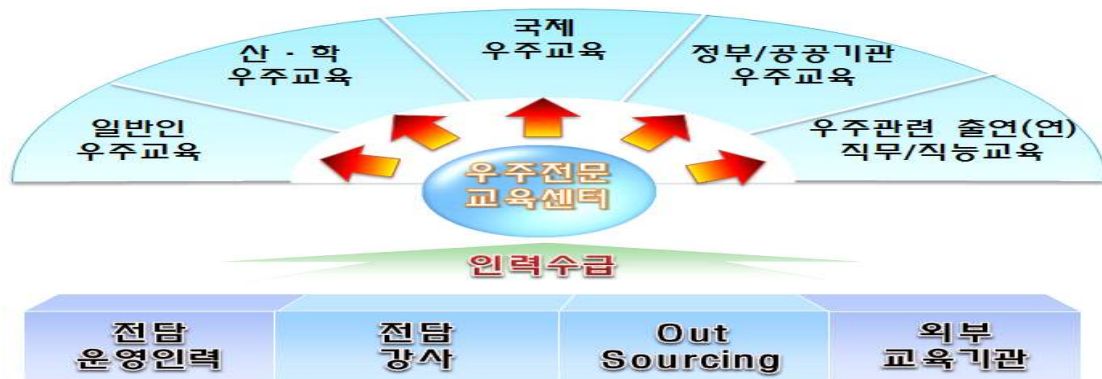 국제
우주교육
산 - 학
우주교육
정부/공공기관
우주교육
일반인
우주교육
우주관련 출연(연)
직무/직능교육
우주전문
교육센터
인력수급
전담
운영인력
전담
강사
Out
Sourcing
외부
교육기관